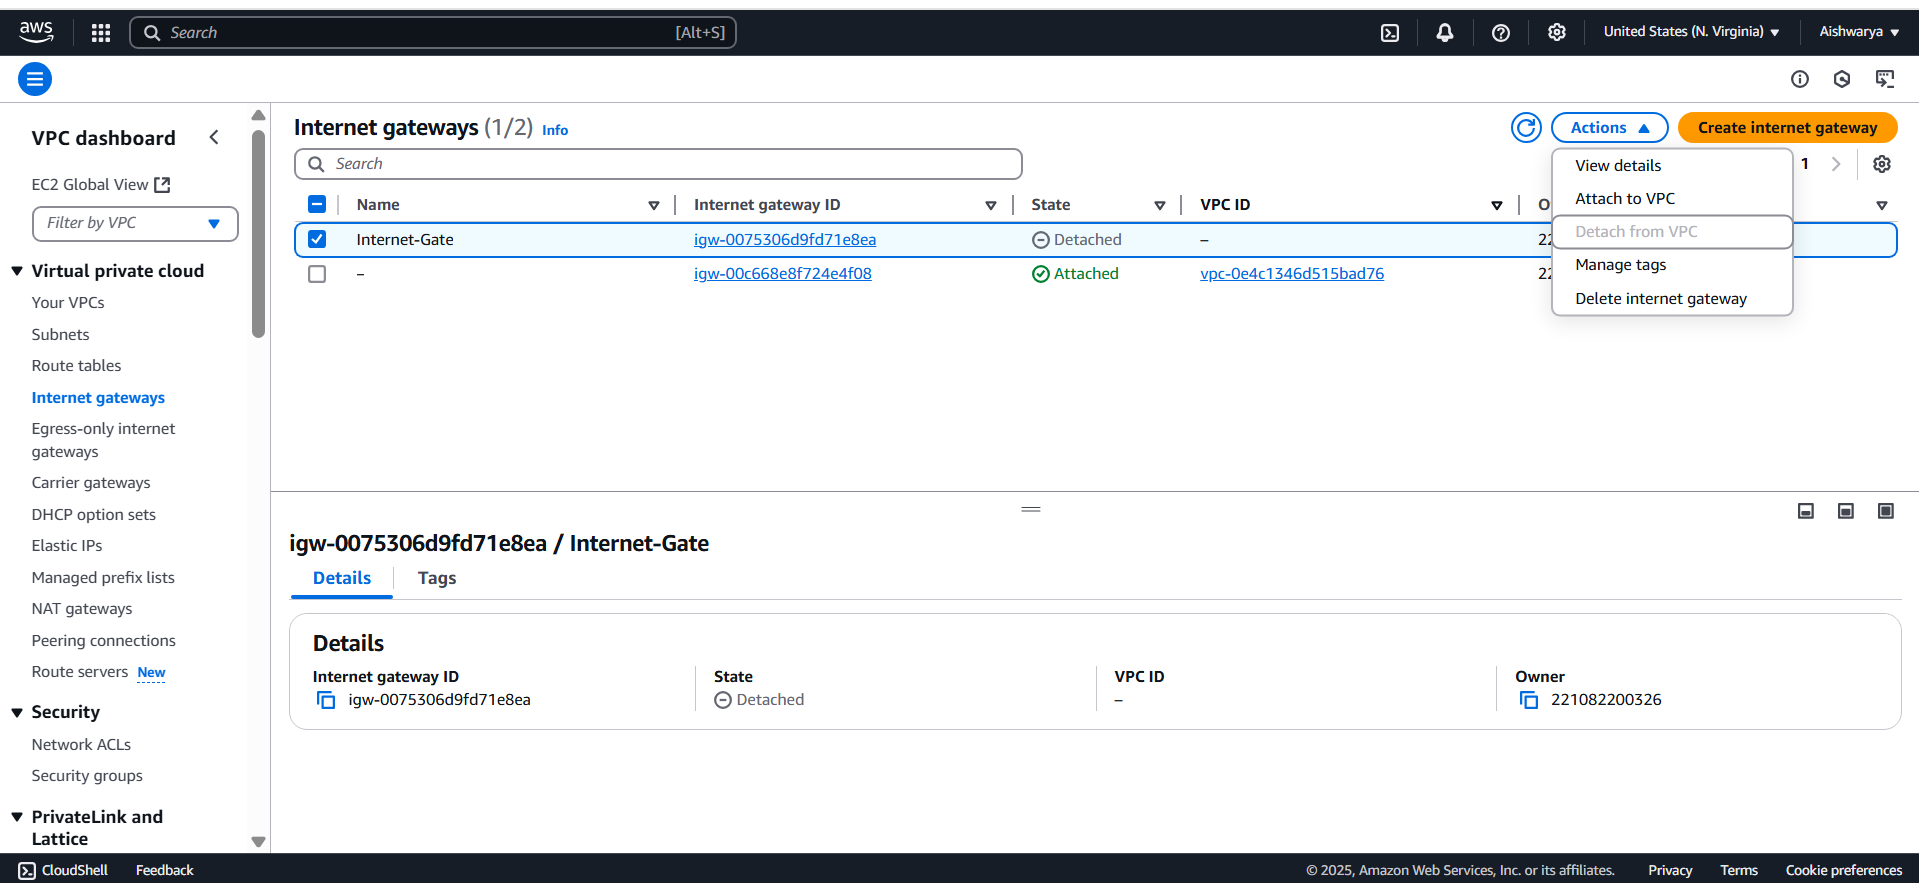 aws
Search [Alt+S]
United States (N. Virginia)
Aishwarya
VPC dashboard
EC2 Global View
Filter by VPC
Virtual private cloud
Your VPCs
Subnets
Route tables
Internet gateways
Egress-only internet
gateways
Carrier gateways
DHCP option sets
Elastic IPs
Managed prefix lists
NAT gateways
Peering connections
Route servers New
Security
Network ACLs
Security groups
PrivateLink and
Lattice
Internet gateways (1/2) Info
Actions
Create internet gateway
Search
1
View details
Attach to VPC
Detach from VPC
Manage tags
Delete internet gateway
Name Internet gateway ID State VPC ID
Internet-Gate igw-0075306d9fd71e8ea Detached – 22
– igw-00c668e8f724e4f08 Attached vpc-0e4c1346d515bad76 22
igw-0075306d9fd71e8ea / Internet-Gate
Details Tags
Details
Internet gateway ID State VPC ID Owner
igw-0075306d9fd71e8ea Detached – 221082200326
CloudShell Feedback © 2025, Amazon Web Services, Inc. or its affiliates. Privacy Terms Cookie preferences